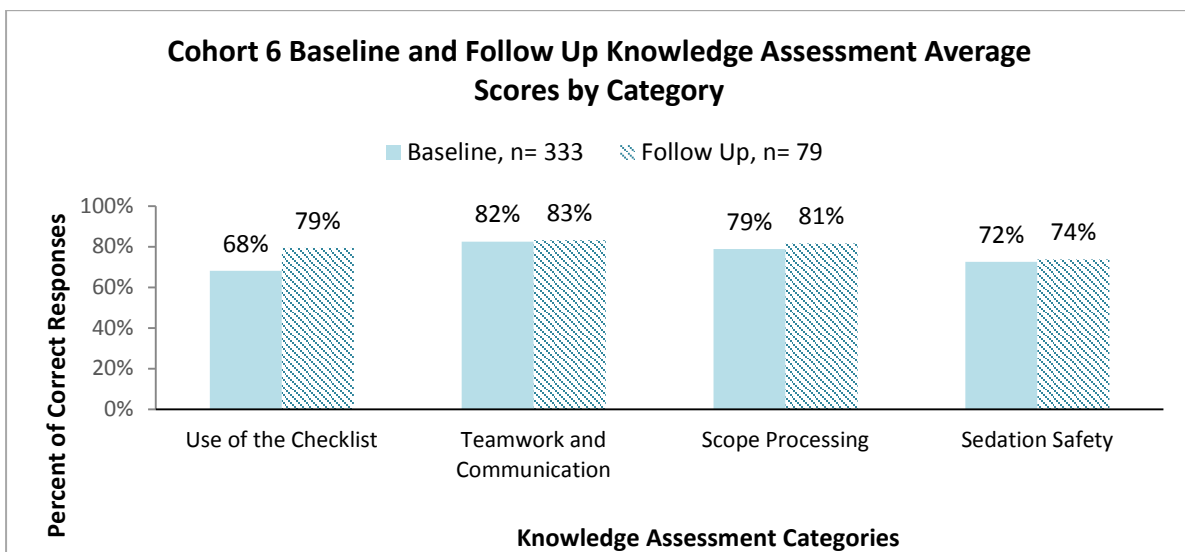 Cohort 6 Baseline and Follow Up Knowledge Assessment Average
Scores by Category
Baseline, n= 333 Follow Up, n= 79
Percent of Correct Responses
100%
80%
60%
40%
20%
0%
68% 79% 82% 83% 79% 81% 72% 74%
Use of the Checklist Teamwork and Scope Processing Sedation Safety
Communication
Knowledge Assessment Categories